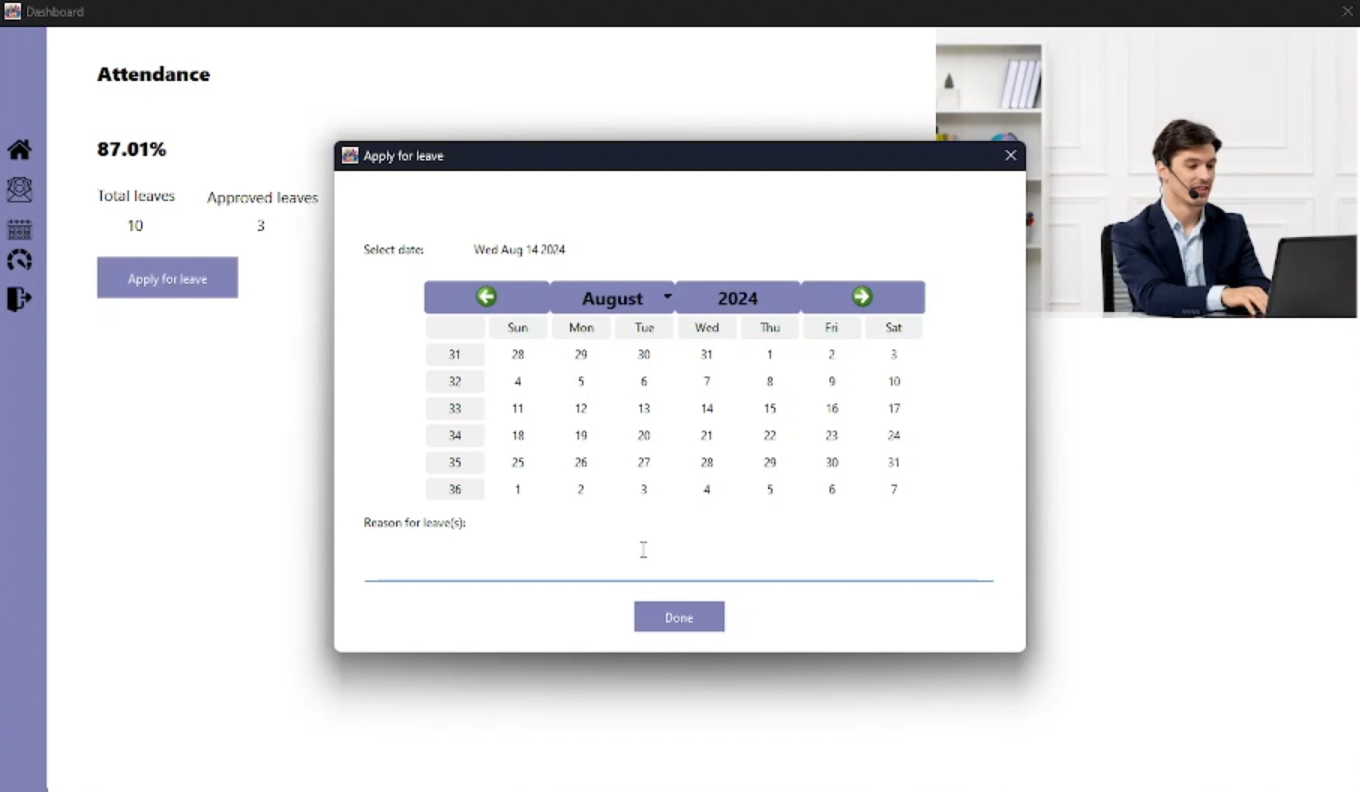 Dashboard
Attendance
87.01%
Total leaves Approved leaves
10 3
Apply for leave
Apply for leave
Select date: Wed Aug 14 2024
August 2024
Sun Mon Tue Wed Thu Fri Sat
31 28 29 30 31 1 2 3
32 4 5 6 7 8 9 10
33 11 12 13 14 15 16 17
34 18 19 20 21 22 23 24
35 25 26 27 28 29 30 31
36 1 2 3 4 5 6 7
Reason for leave(s):
Done